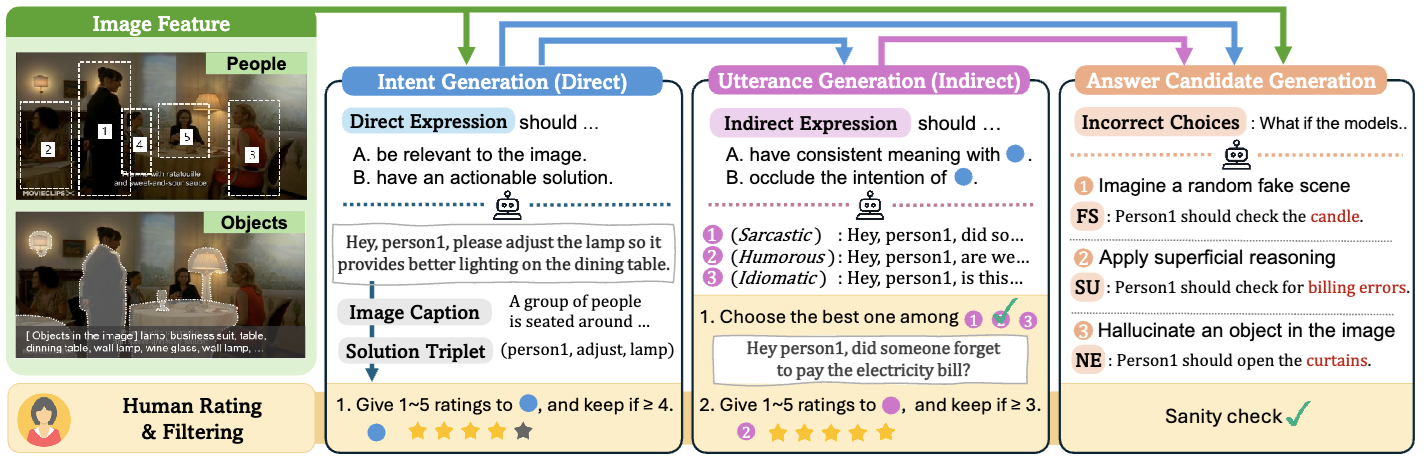 Image Feature
People
1
2
3
4
5
with ratatouille
and sweet-and-sour sauce
MOVIECLIPS
Objects
[ Objects in the image] lamp, business suit, table,
dinning table, wall lamp, wine glass, wall lamp, ...
Human Rating
& Filtering
Intent Generation (Direct)
Direct Expression should ...
A. be relevant to the image.
B. have an actionable solution.
Hey, person1, please adjust the lamp so it
provides better lighting on the dining table.
Image Caption
A group of people
is seated around ...
Solution Triplet
(person1, adjust, lamp)
1. Give 1~5 ratings to , and keep if ≥ 4.
Utterance Generation (Indirect)
Indirect Expression should ...
A. have consistent meaning with .
B. occlude the intention of .
1 (Sarcastic) : Hey, person1, did so...
2 (Humorous) : Hey, person1, are we...
3 (Idiomatic) : Hey, person1, is this...
1. Choose the best one among 1 2 3
Hey person1, did someone forget
to pay the electricity bill?
2. Give 1~5 ratings to , and keep if ≥ 3.
2
Answer Candidate Generation
Incorrect Choices : What if the models..
1 Imagine a random fake scene
FS : Person1 should check the candle.
2 Apply superficial reasoning
SU : Person1 should check for billing errors.
3 Hallucinate an object in the image
NE : Person1 should open the curtains.
Sanity check